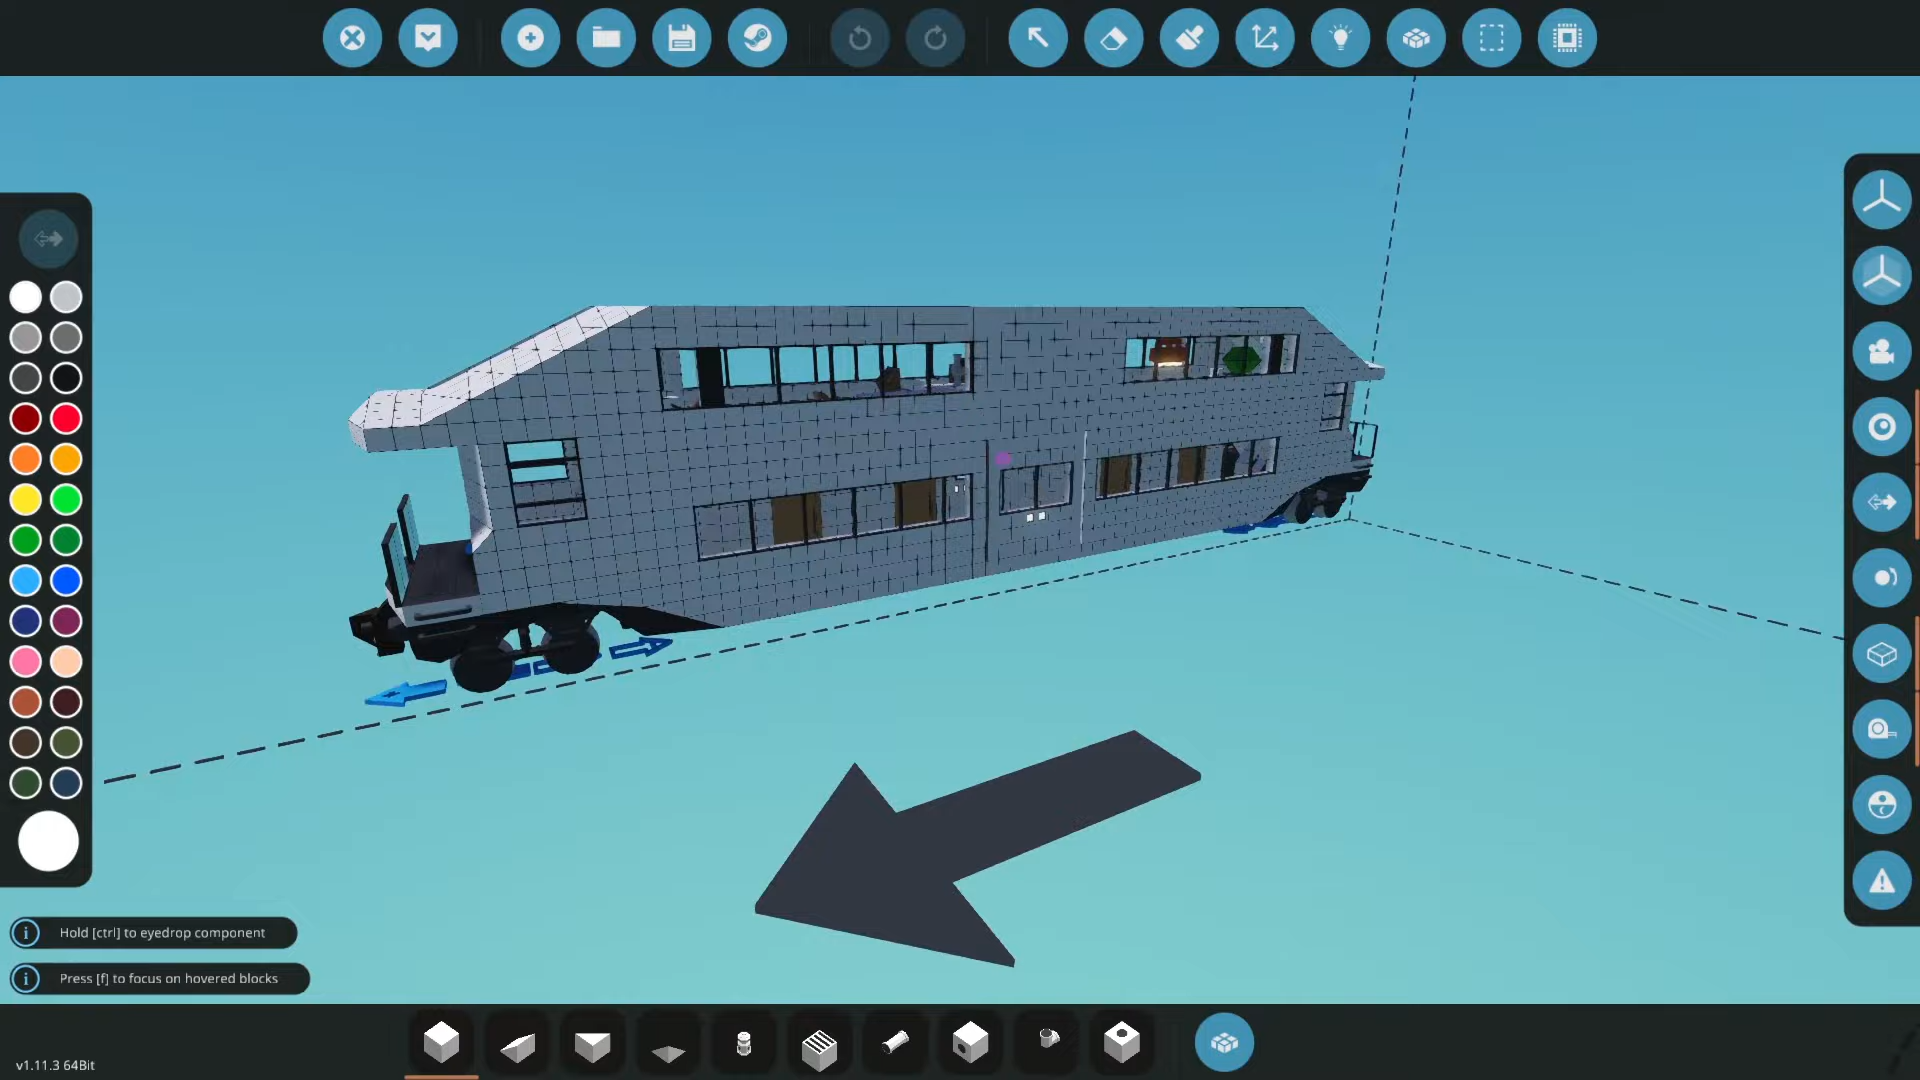 Hold [ctrl] to eyedrop component
Press [f] to focus on hovered blocks
v1.11.3 64Bit